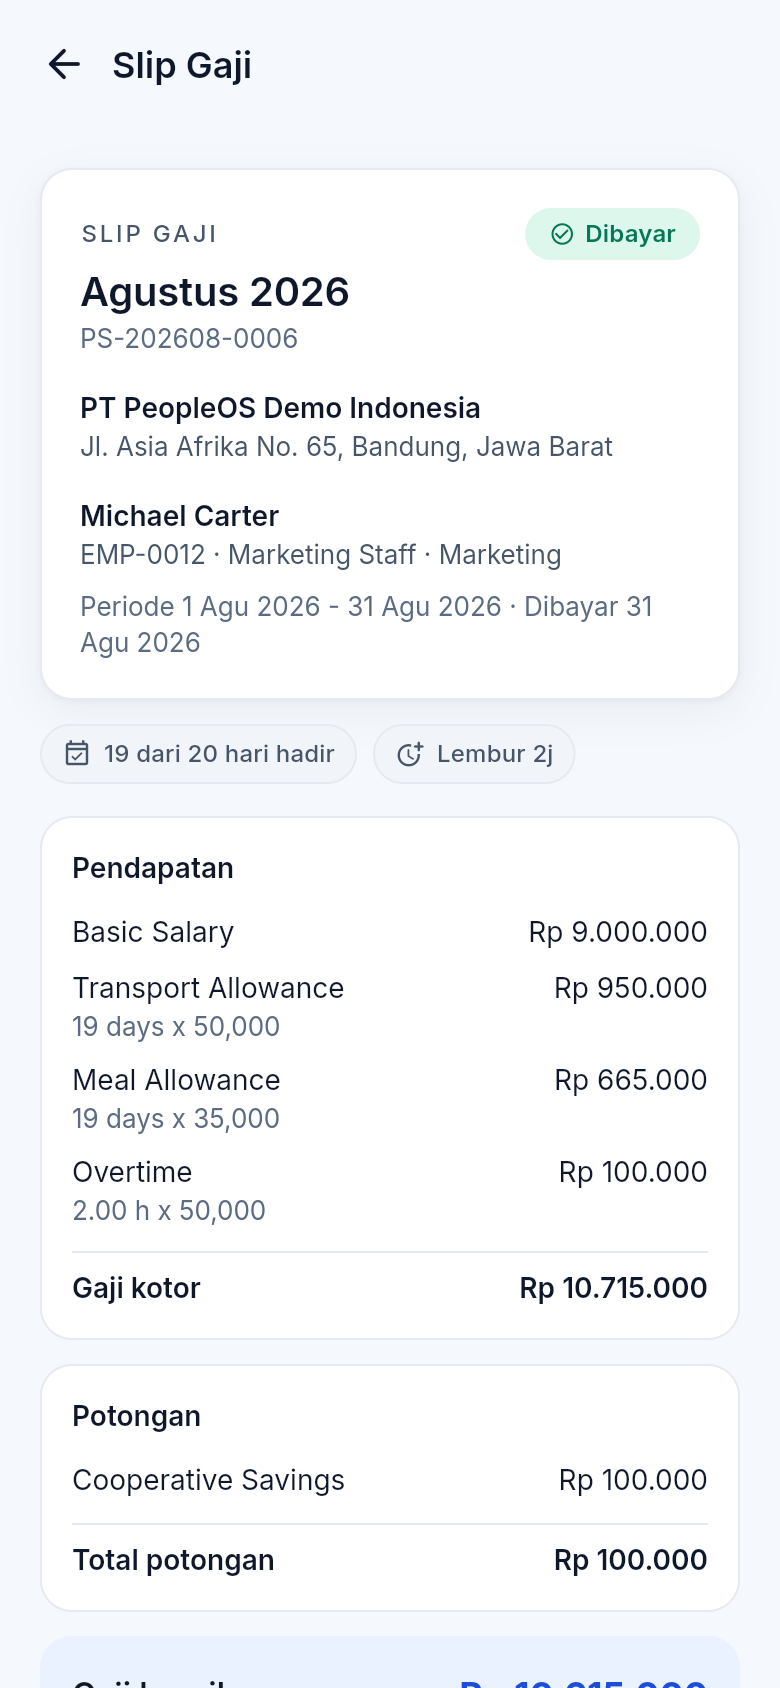 Slip Gaji
SLIP GAJI
Dibayar
Agustus 2026
PS-202608-0006
PT PeopleOS Demo Indonesia
Jl. Asia Afrika No. 65, Bandung, Jawa Barat
Michael Carter
EMP-0012 · Marketing Staff · Marketing
Periode 1 Agu 2026 - 31 Agu 2026 · Dibayar 31
Agu 2026
19 dari 20 hari hadir
Lembur 2j
Pendapatan
Basic Salary Rp 9.000.000
Transport Allowance Rp 950.000
19 days x 50,000
Meal Allowance Rp 665.000
19 days x 35,000
Overtime Rp 100.000
2.00 h x 50,000
Gaji kotor Rp 10.715.000
Potongan
Cooperative Savings Rp 100.000
Total potongan Rp 100.000